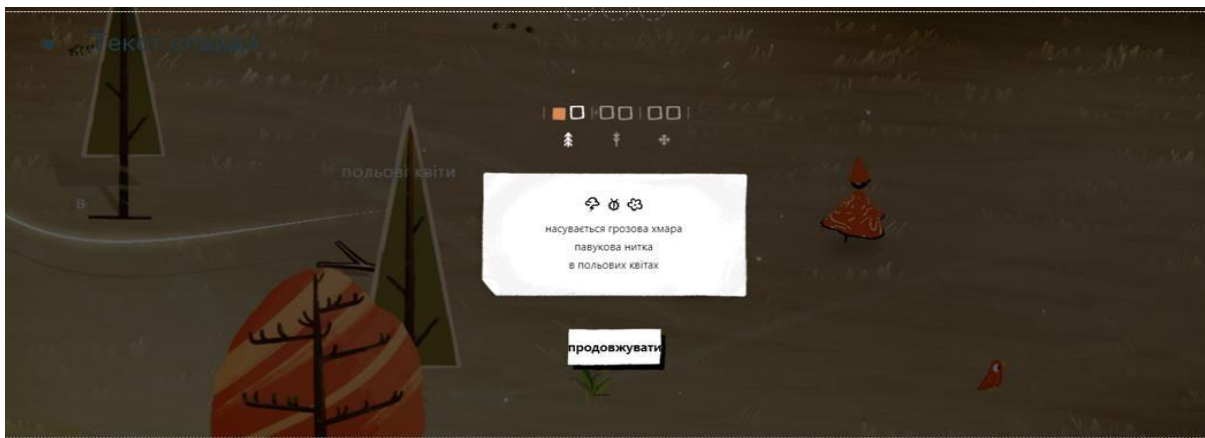 Текст слайда
польові квіти
в
насувається грозова хмара
павукова нитка
в польових квітах
продовжувати